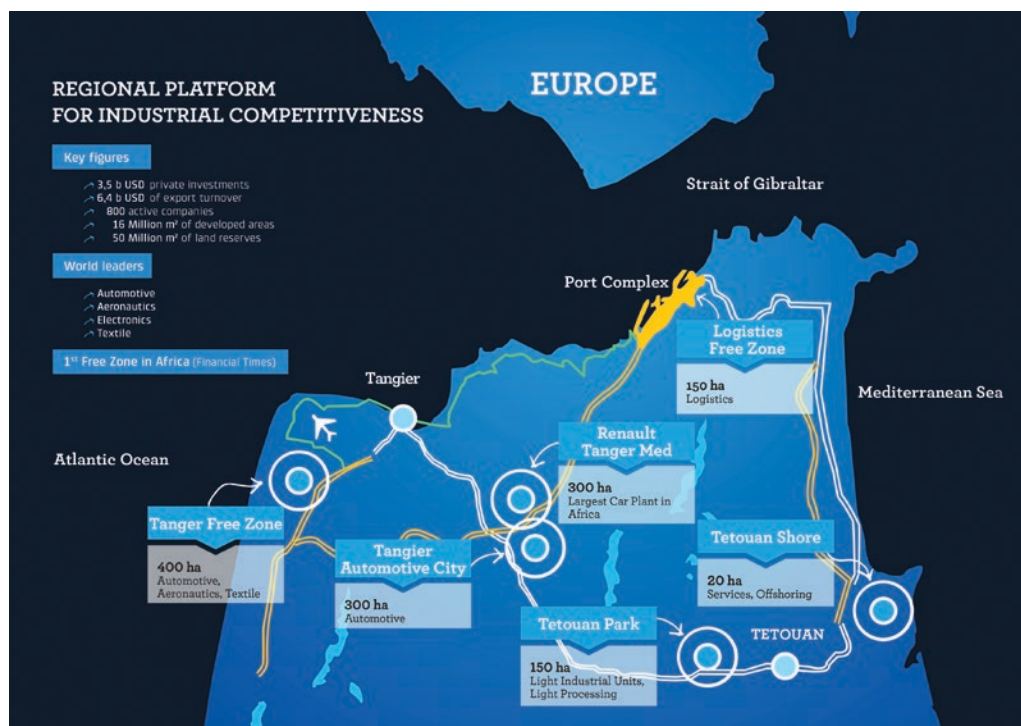 REGIONAL PLATFORM
FOR INDUSTRIAL COMPETITIVENESS
Key figures
3,5 b USD private investments
6,4 b USD of export turnover
800 active companies
16 Million m² of developed areas
50 Million m² of land reserves
World leaders
Automotive
Aeronautics
Electronics
Textile
1st Free Zone in Africa (Financial Times)
EUROPE
Strait of Gibraltar
Port Complex
Logistics
Free Zone
150 ha
Logistics
Mediterranean Sea
Tangier
Atlantic Ocean
Renault
Tanger Med
300 ha
Largest Car Plant in
Africa
Tanger Free Zone
400 ha
Automotive,
Aeronautics, Textile
Tangier
Automotive City
300 ha
Automotive
Tetouan Shore
20 ha
Services, Offshoring
Tetouan Park
150 ha
Light Industrial Units,
Light Processing
TETOUAN